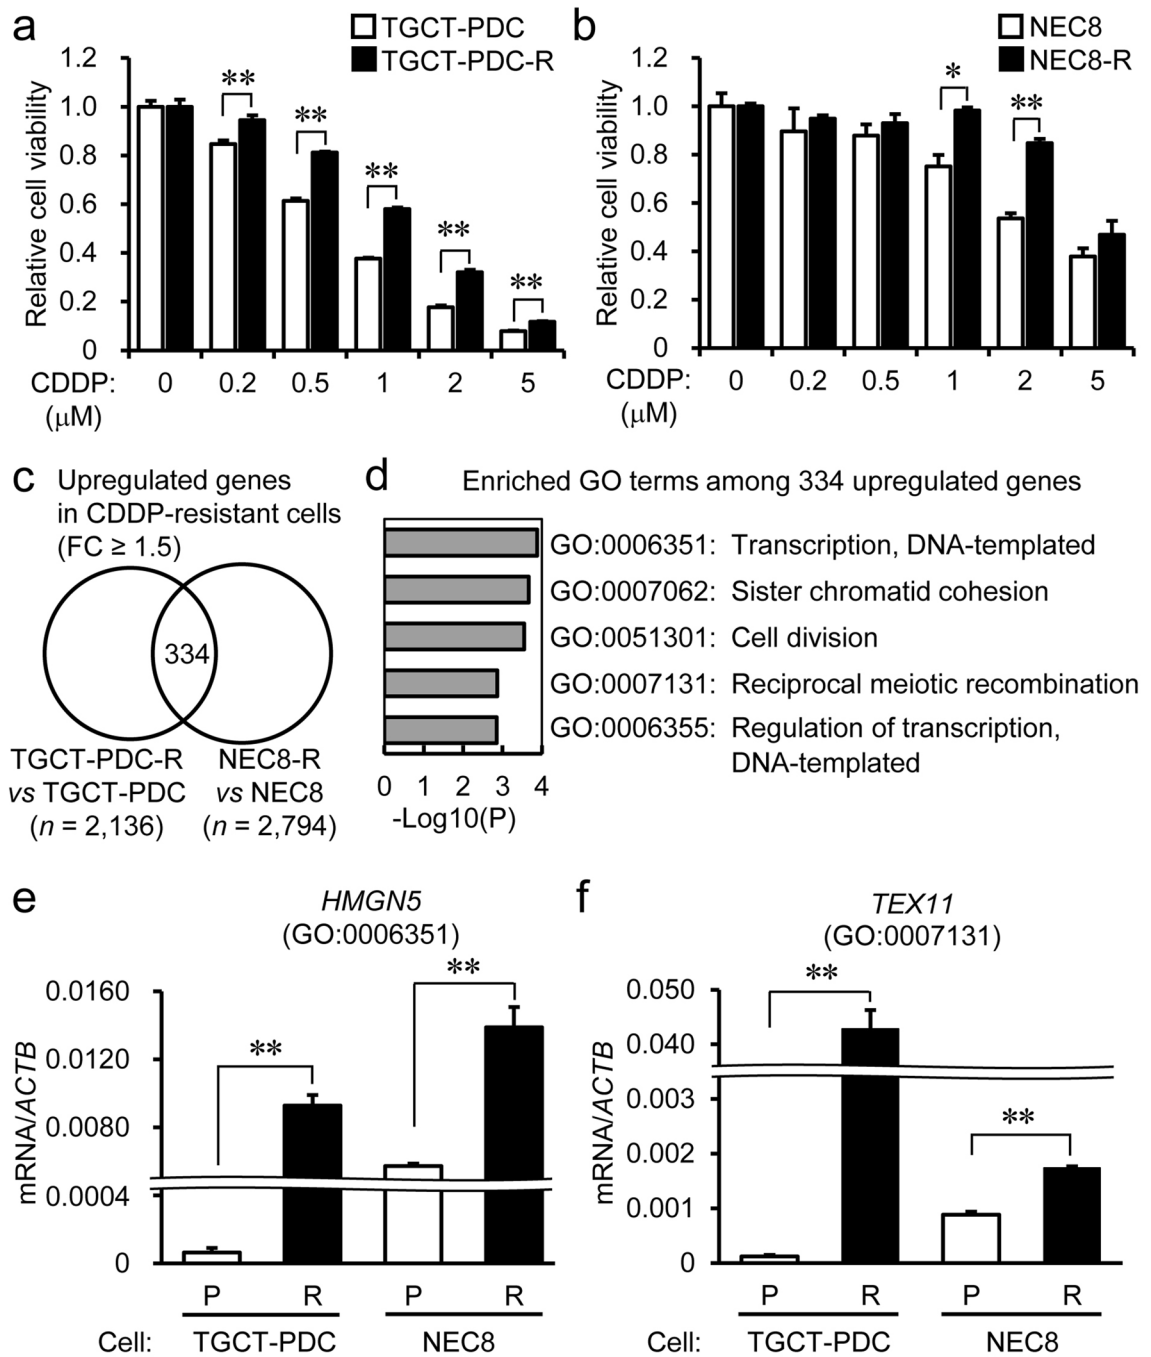 a
TGCT-PDC
TGCT-PDC-R
Relative cell viability
1.2
1.0
0.8
0.6
0.4
0.2
0
**
**
**
**
**
CDDP:
(μM)
0 0.2 0.5 1 2 5
b
NEC8
NEC8-R
Relative cell viability
1.2
1.0
0.8
0.6
0.4
0.2
0
*
**
CDDP:
(μM)
0 0.2 0.5 1 2 5
c
Upregulated genes
in CDDP-resistant cells
(FC ≥ 1.5)
334
TGCT-PDC-R
vs TGCT-PDC
(n = 2,136)
NEC8-R
vs NEC8
(n = 2,794)
d
Enriched GO terms among 334 upregulated genes
GO:0006351: Transcription, DNA-templated
GO:0007062: Sister chromatid cohesion
GO:0051301: Cell division
GO:0007131: Reciprocal meiotic recombination
GO:0006355: Regulation of transcription,
DNA-templated
0 1 2 3 4
-Log10(P)
e
HMGN5
(GO:0006351)
mRNA/ACTB
0.0160
0.0120
0.0080
0.0004
0
**
**
P R P R
Cell: TGCT-PDC NEC8
f
TEX11
(GO:0007131)
mRNA/ACTB
0.050
0.040
0.003
0.002
0.001
0
**
**
P R P R
Cell: TGCT-PDC NEC8